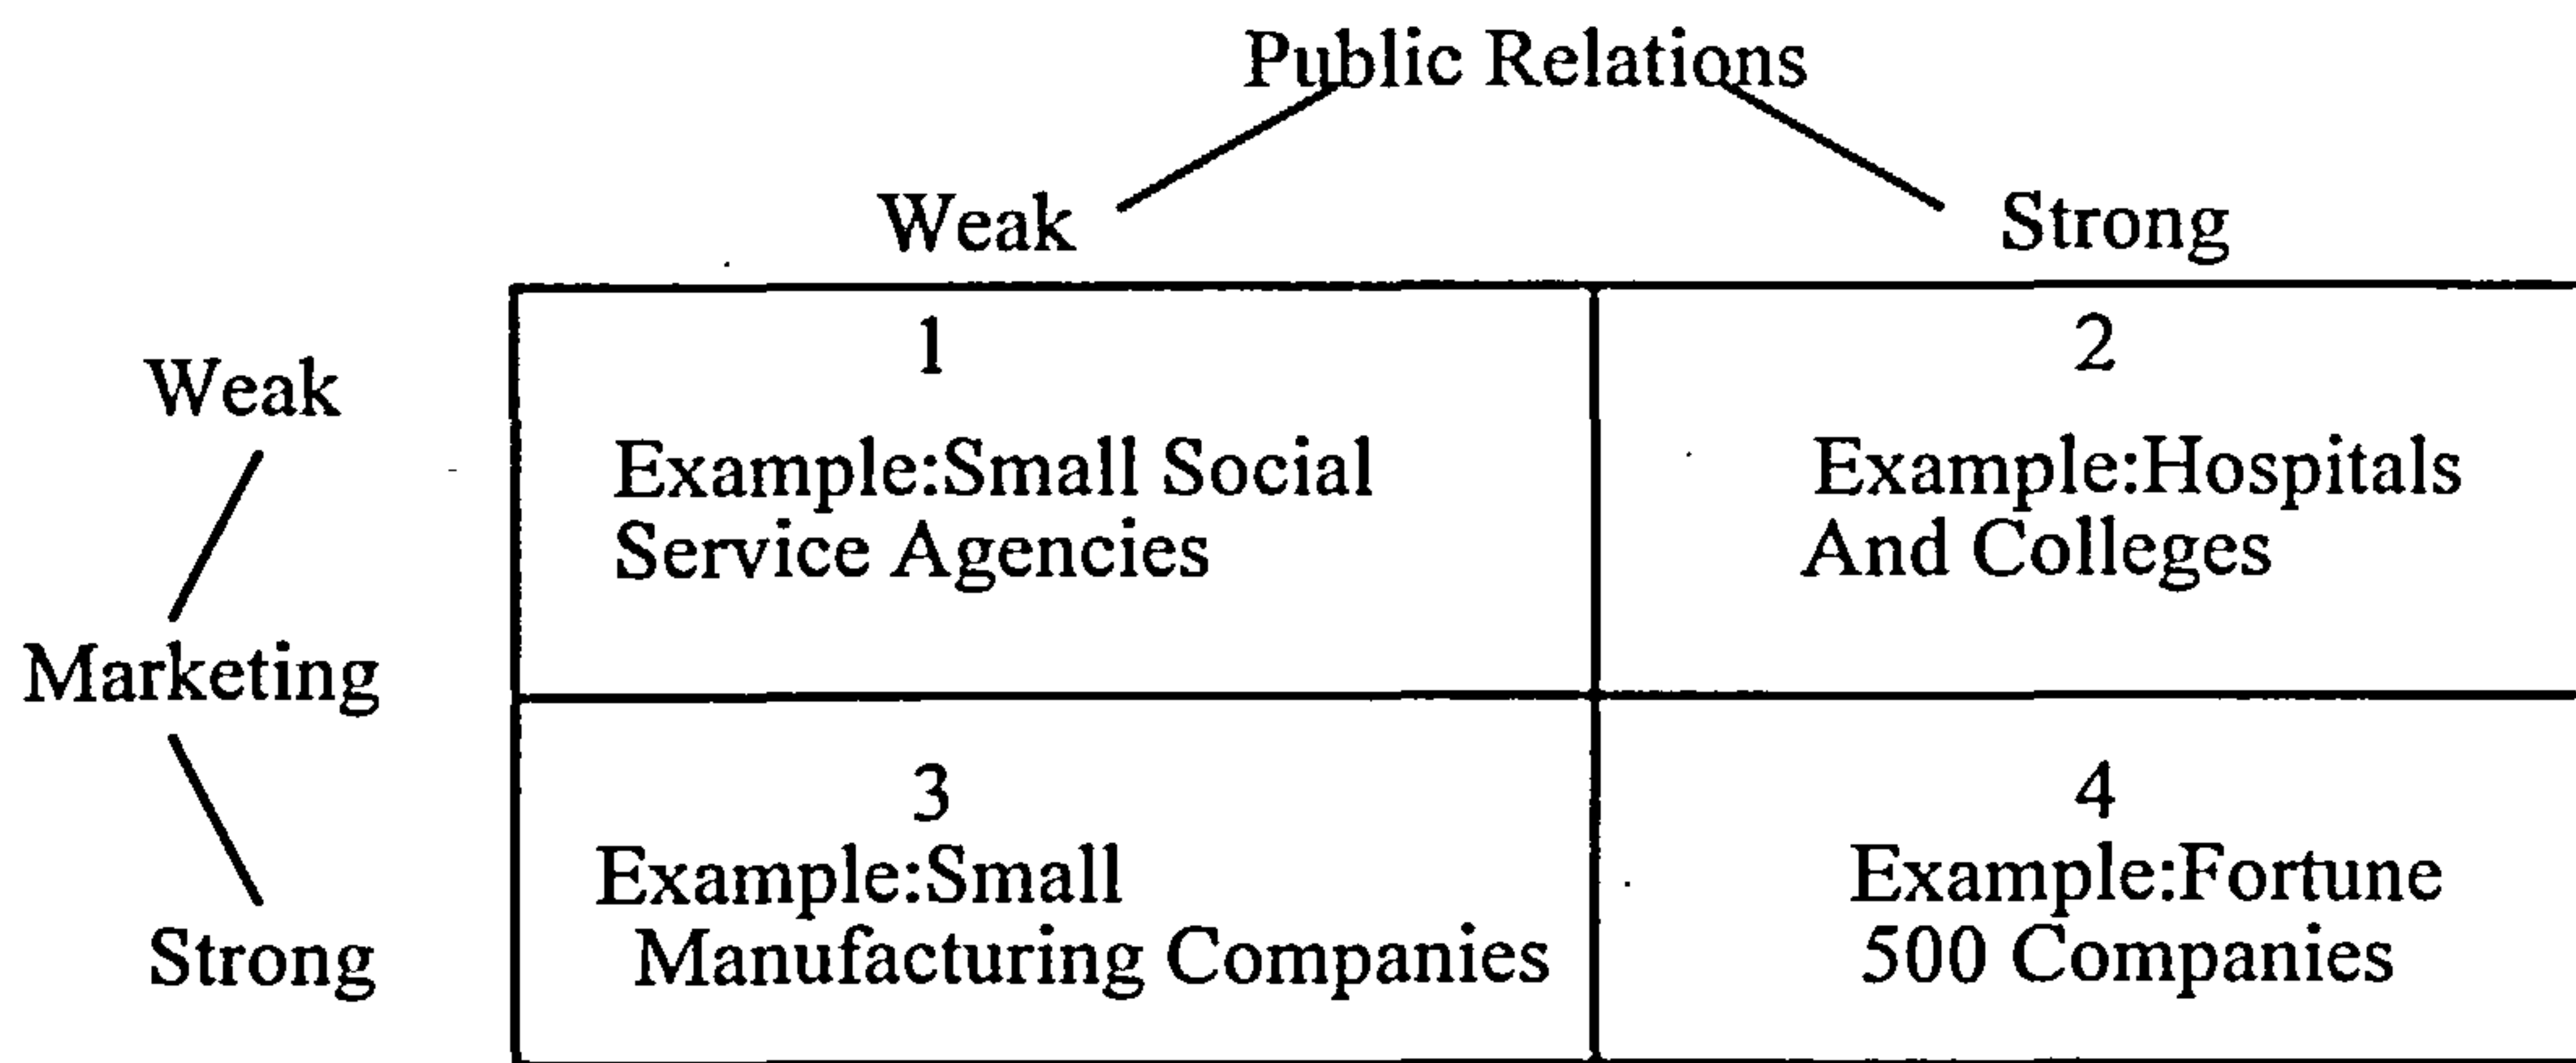 Public Relations
Weak
Strong
Weak
1
2
Example:Small Social
Service Agencies
Example:Hospitals
And Colleges
Marketing
3
4
Example:Small
Manufacturing Companies
Example:Fortune
500 Companies
Strong